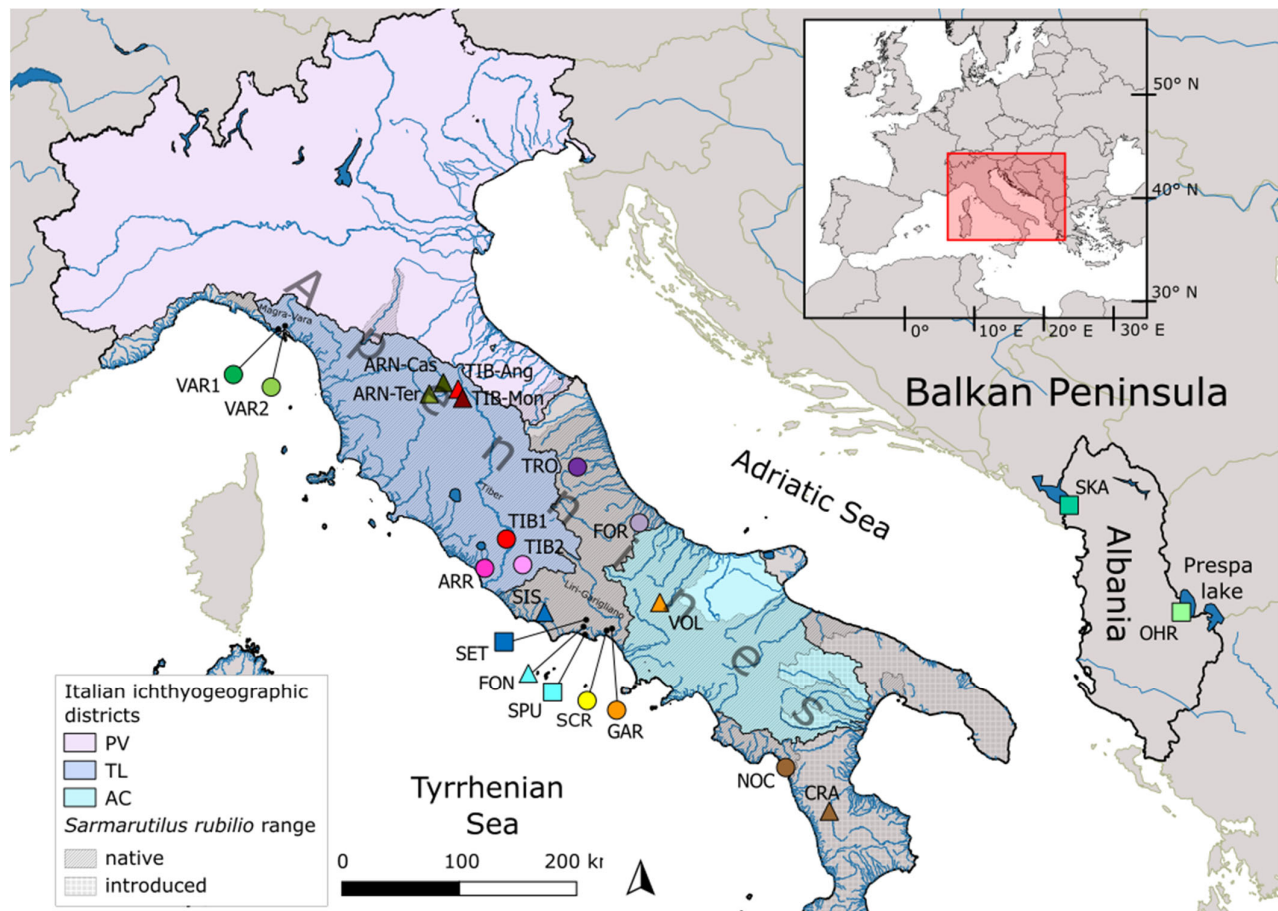 50° N
40° N
30° N
0°
10° E
20° E
30° E
Apennines
Magra-Vara
VAR1
VAR2
ARN-Cas
TIB-Ang
ARN-Ter
TIB-Mon
Balkan Peninsula
Adriatic Sea
TRO
Tiber
SKA
TIB1
FOR
Albania
Prespa
lake
TIB2
ARR
Liri-Garigliano
SIS
VOL
OHR
SET
FON
SPU
SCR
GAR
NOC
CRA
Tyrrhenian
Sea
Italian ichthyogeographic
districts
PV
TL
AC
Sarmarutilus rubilio range
native
introduced
0
100
200 km